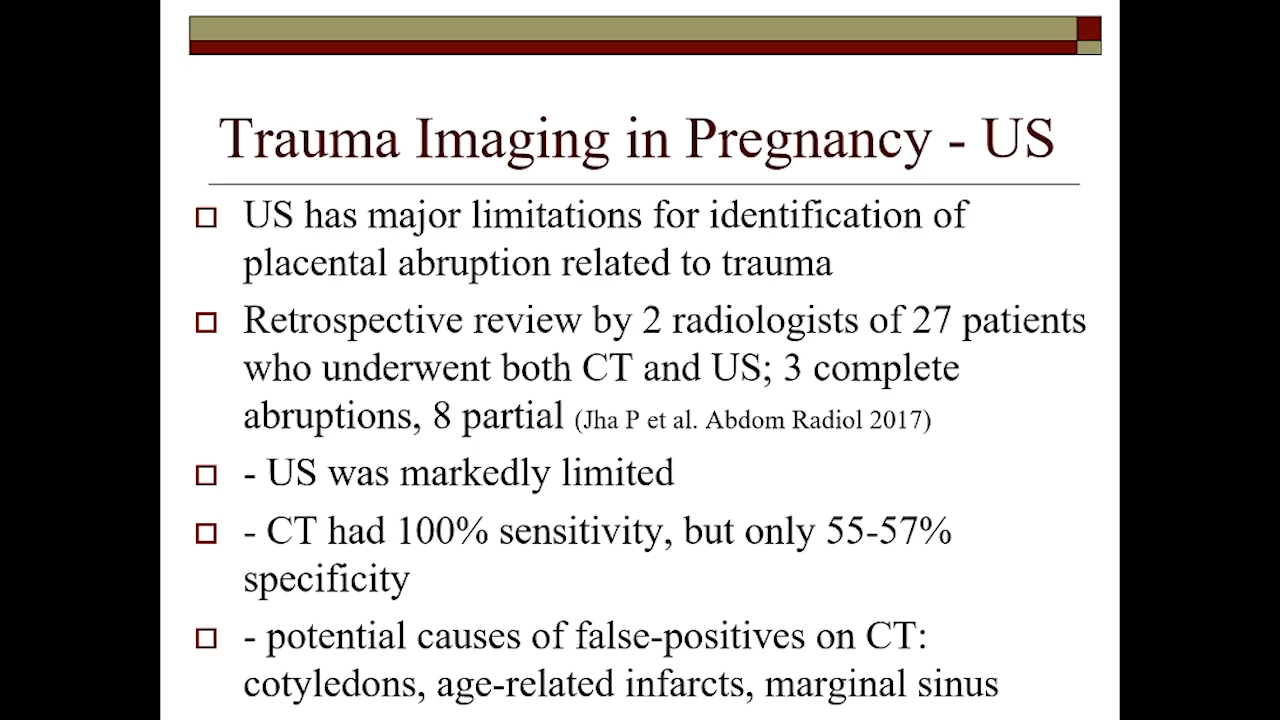 Trauma Imaging in Pregnancy - US
US has major limitations for identification of
placental abruption related to trauma
Retrospective review by 2 radiologists of 27 patients
who underwent both CT and US; 3 complete
abruptions, 8 partial (Jha P et al. Abdom Radiol 2017)
- US was markedly limited
- CT had 100% sensitivity, but only 55-57%
specificity
- potential causes of false-positives on CT:
cotyledons, age-related infarcts, marginal sinus